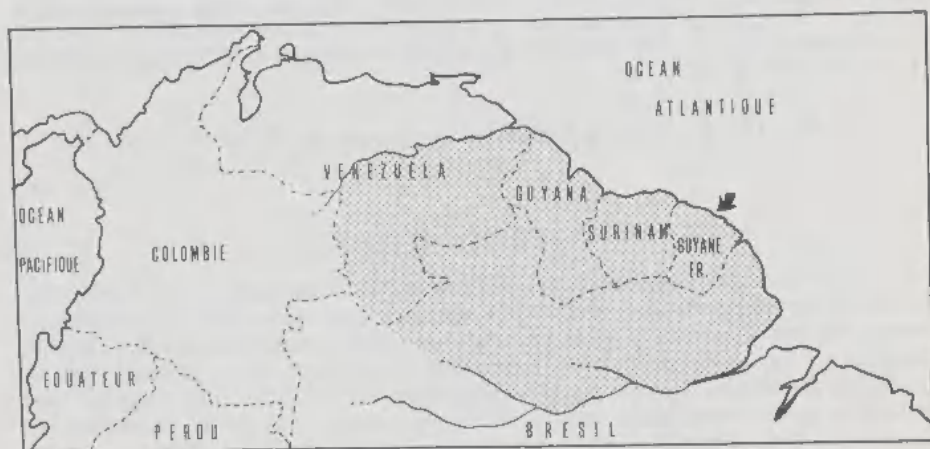 OCEAN
ATLANTIQUE
VENEZUELA
GUYANA
OCEAN
PACIFIQUE
COLOMBIE
SURINAM
GUYANE
FR.
EQUATEUR
PEROU
BRESIL